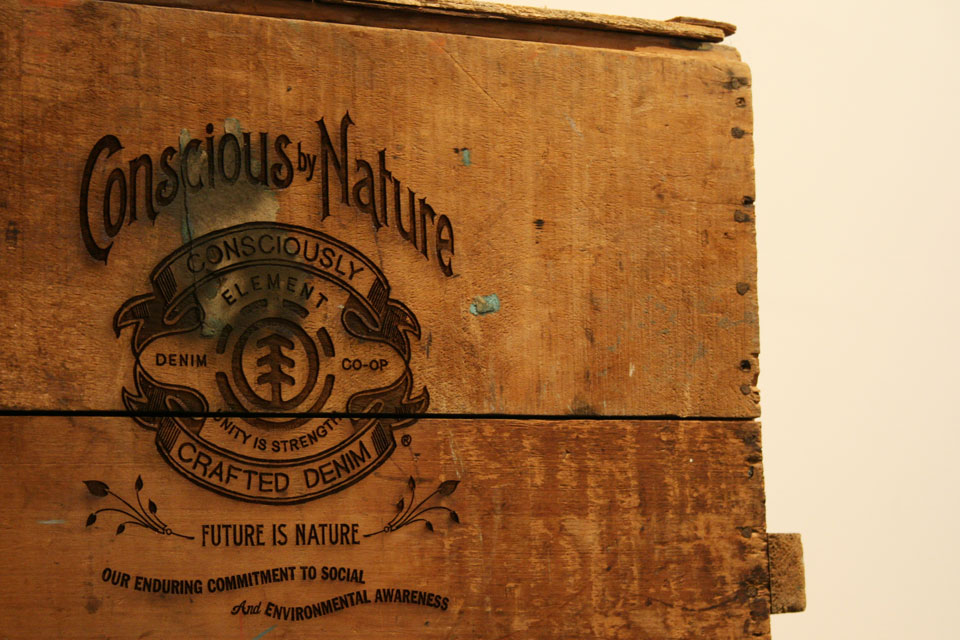 Conscious by Nature
CONSCIOUSLY
ELEMENT
DENIM CO-OP
UNITY IS STRENGTH
CRAFTED DENIM ®
FUTURE IS NATURE
OUR ENDURING COMMITMENT TO SOCIAL
And ENVIRONMENTAL AWARENESS